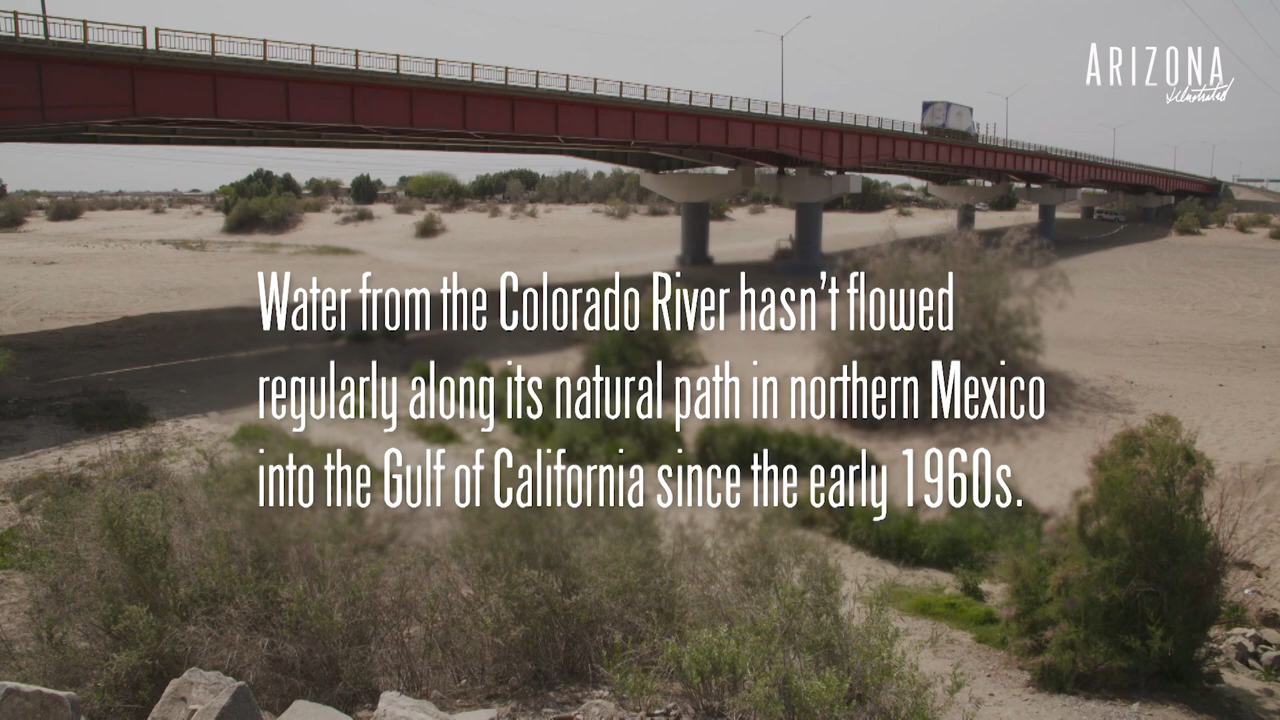 ARIZONA
Illustrated
Water from the Colorado River hasn't flowed
regularly along its natural path in northern Mexico
into the Gulf of California since the early 1960s.